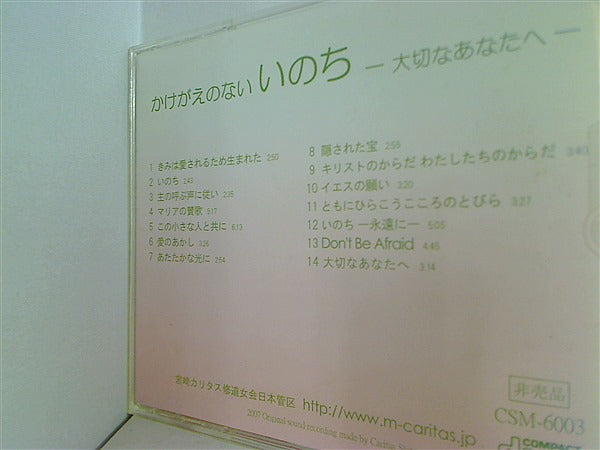 かけがえのない いのち ― 大切なあなたへ ―
1 きみは愛されるため生まれた 2:50
2 いのち 2:43
3 主の呼ぶ声に従い 2:35
4 マリアの賛歌 5:17
5 この小さな人と共に 6:13
6 愛のあかし 3:26
7 あたたかな光に 2:54
8 隠された宝 2:56
9 キリストのからだ わたしたちのからだ 3:40
10 イエスの願い 3:20
11 ともにひらこうこころのとびら 3:27
12 いのち ―永遠に― 5:05
13 Don't Be Afraid 4:46
14 大切なあなたへ 3:14
宮崎カリタス修道女会日本管区 http://www.m-caritas.jp
2007 Original sound recording made by Caritas
非売品
CSM-6003
COMPACT